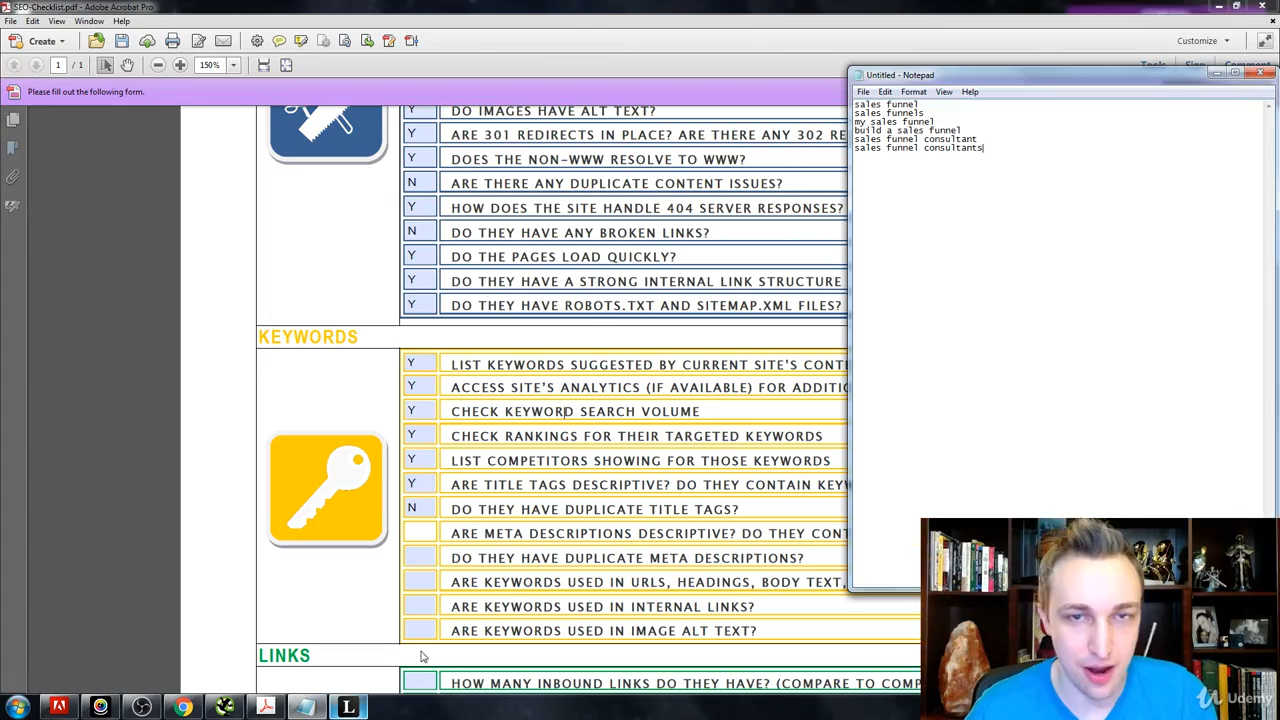 SEO-Checklist.pdf - Adobe Acrobat Pro
File Edit View Window Help
Create
Customize
1 / 1
150%
Tools Sign Comment
Please fill out the following form.
Y DO IMAGES HAVE ALT TEXT?
Y ARE 301 REDIRECTS IN PLACE? ARE THERE ANY 302 RE
Y DOES THE NON-WWW RESOLVE TO WWW?
N ARE THERE ANY DUPLICATE CONTENT ISSUES?
Y HOW DOES THE SITE HANDLE 404 SERVER RESPONSES?
N DO THEY HAVE ANY BROKEN LINKS?
Y DO THE PAGES LOAD QUICKLY?
Y DO THEY HAVE A STRONG INTERNAL LINK STRUCTURE
Y DO THEY HAVE ROBOTS.TXT AND SITEMAP.XML FILES?
KEYWORDS
Y LIST KEYWORDS SUGGESTED BY CURRENT SITE'S CONTE
Y ACCESS SITE'S ANALYTICS (IF AVAILABLE) FOR ADDITIO
Y CHECK KEYWORD SEARCH VOLUME
Y CHECK RANKINGS FOR THEIR TARGETED KEYWORDS
Y LIST COMPETITORS SHOWING FOR THOSE KEYWORDS
Y ARE TITLE TAGS DESCRIPTIVE? DO THEY CONTAIN KEYW
N DO THEY HAVE DUPLICATE TITLE TAGS?
ARE META DESCRIPTIONS DESCRIPTIVE? DO THEY CONT
DO THEY HAVE DUPLICATE META DESCRIPTIONS?
ARE KEYWORDS USED IN URLS, HEADINGS, BODY TEXT,
ARE KEYWORDS USED IN INTERNAL LINKS?
ARE KEYWORDS USED IN IMAGE ALT TEXT?
LINKS
HOW MANY INBOUND LINKS DO THEY HAVE? (COMPARE TO COMP
Untitled - Notepad
File Edit Format View Help
sales funnel
sales funnels
my sales funnel
build a sales funnel
sales funnel consultant
sales funnel consultants
Udemy